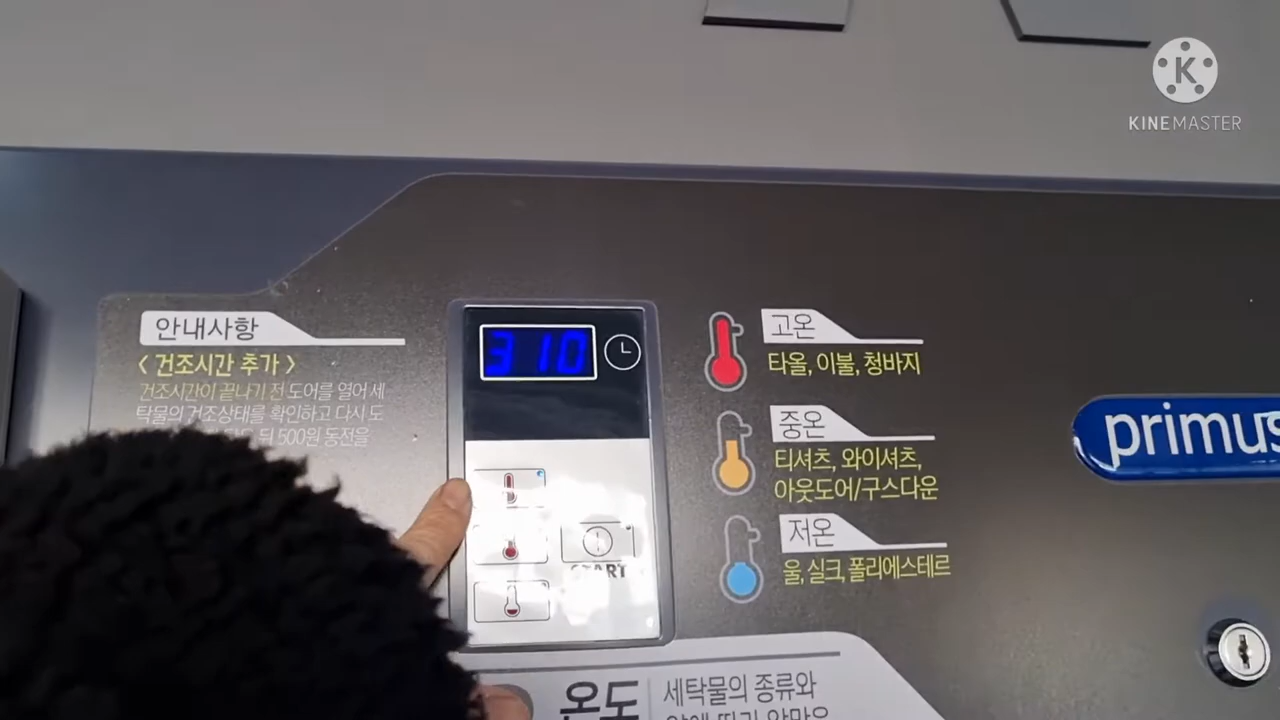 K
KINEMASTER
안내사항
< 건조시간 추가 >
건조시간이 끝나기 전 도어를 열어 세
탁물의 건조상태를 확인하고 다시 도
뒤 500원 동전을
310
START
고온
타올, 이불, 청바지
중온
티셔츠, 와이셔츠,
아웃도어/구스다운
저온
울, 실크, 폴리에스테르
primus
온도
세탁물의 종류와